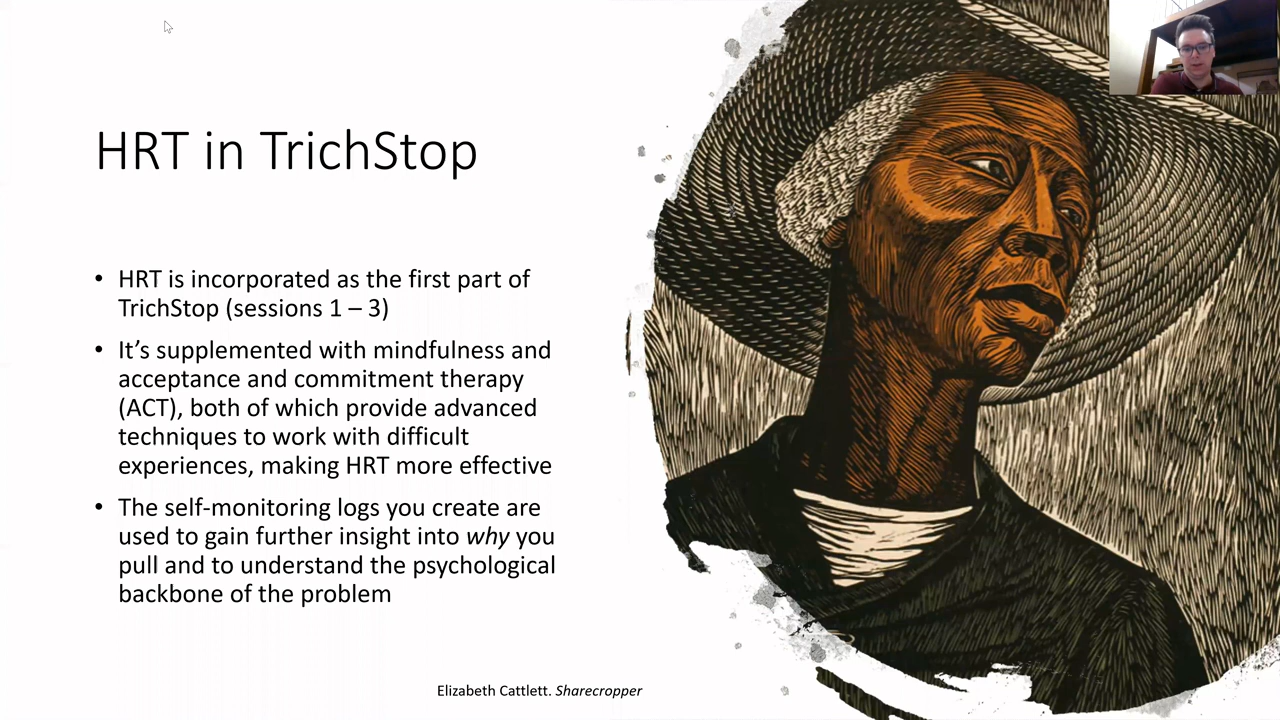 HRT in TrichStop
• HRT is incorporated as the first part of
TrichStop (sessions 1 – 3)
• It’s supplemented with mindfulness and
acceptance and commitment therapy
(ACT), both of which provide advanced
techniques to work with difficult
experiences, making HRT more effective
• The self-monitoring logs you create are
used to gain further insight into why you
pull and to understand the psychological
backbone of the problem
Elizabeth Cattlett. Sharecropper